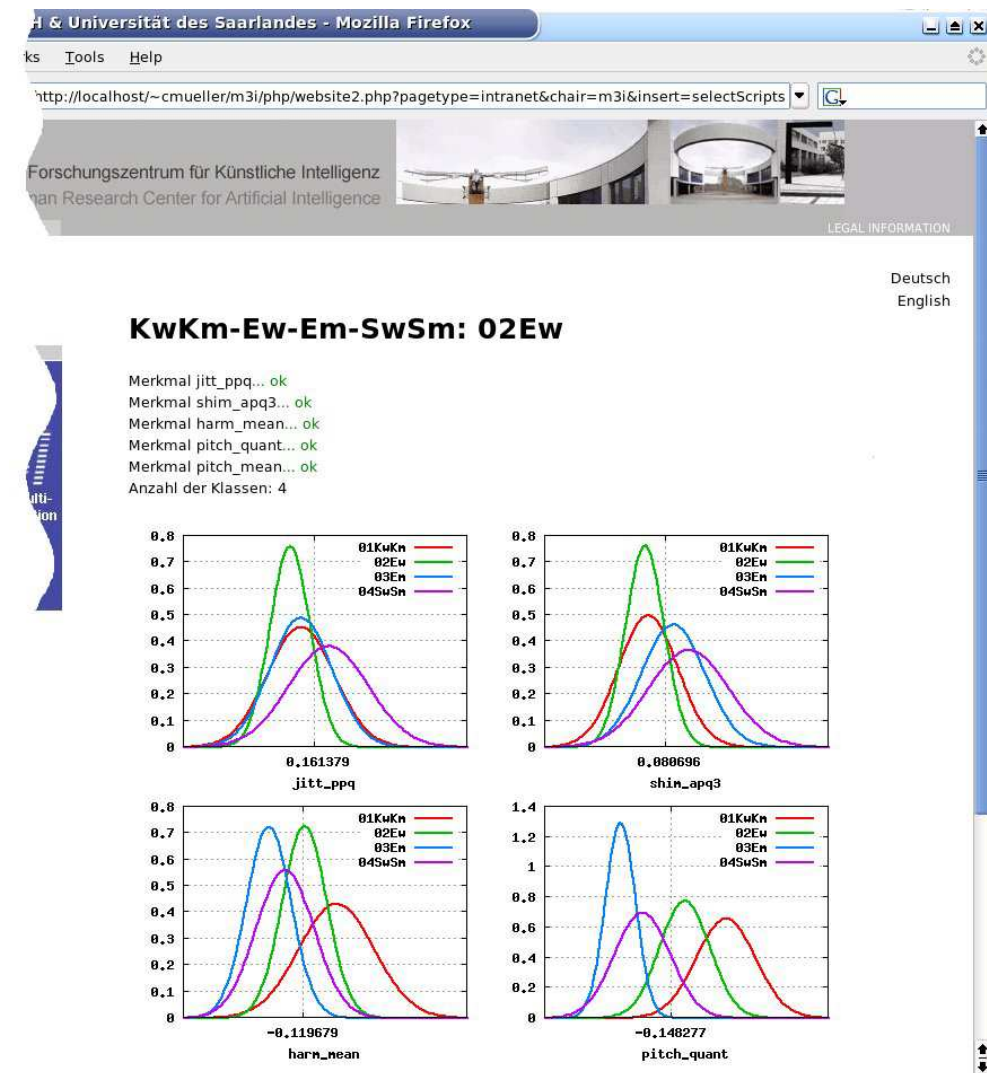 H & Universität des Saarlandes - Mozilla Firefox
ks Tools Help
http://localhost/~cmueller/m3i/php/website2.php?pagetype=intranet&chair=m3i&insert=selectScripts
Forschungszentrum für Künstliche Intelligenz
man Research Center for Artificial Intelligence
LEGAL INFORMATION
Deutsch
English
KwKm-Ew-Em-SwSm: 02Ew
Merkmal jitt_ppq... ok
Merkmal shim_apq3... ok
Merkmal harm_mean... ok
Merkmal pitch_quant... ok
Merkmal pitch_mean... ok
Anzahl der Klassen: 4
ulti-
ion
0.8
0.7
0.6
0.5
0.4
0.3
0.2
0.1
0
01KwKm
02Ew
03Em
04SwSm
0.161379
jitt_ppq
0.8
0.7
0.6
0.5
0.4
0.3
0.2
0.1
0
01KwKm
02Ew
03Em
04SwSm
0.080696
shim_apq3
0.8
0.7
0.6
0.5
0.4
0.3
0.2
0.1
0
01KwKm
02Ew
03Em
04SwSm
-0.119679
harm_mean
1.4
1.2
1
0.8
0.6
0.4
0.2
0
01KwKm
02Ew
03Em
04SwSm
-0.148277
pitch_quant